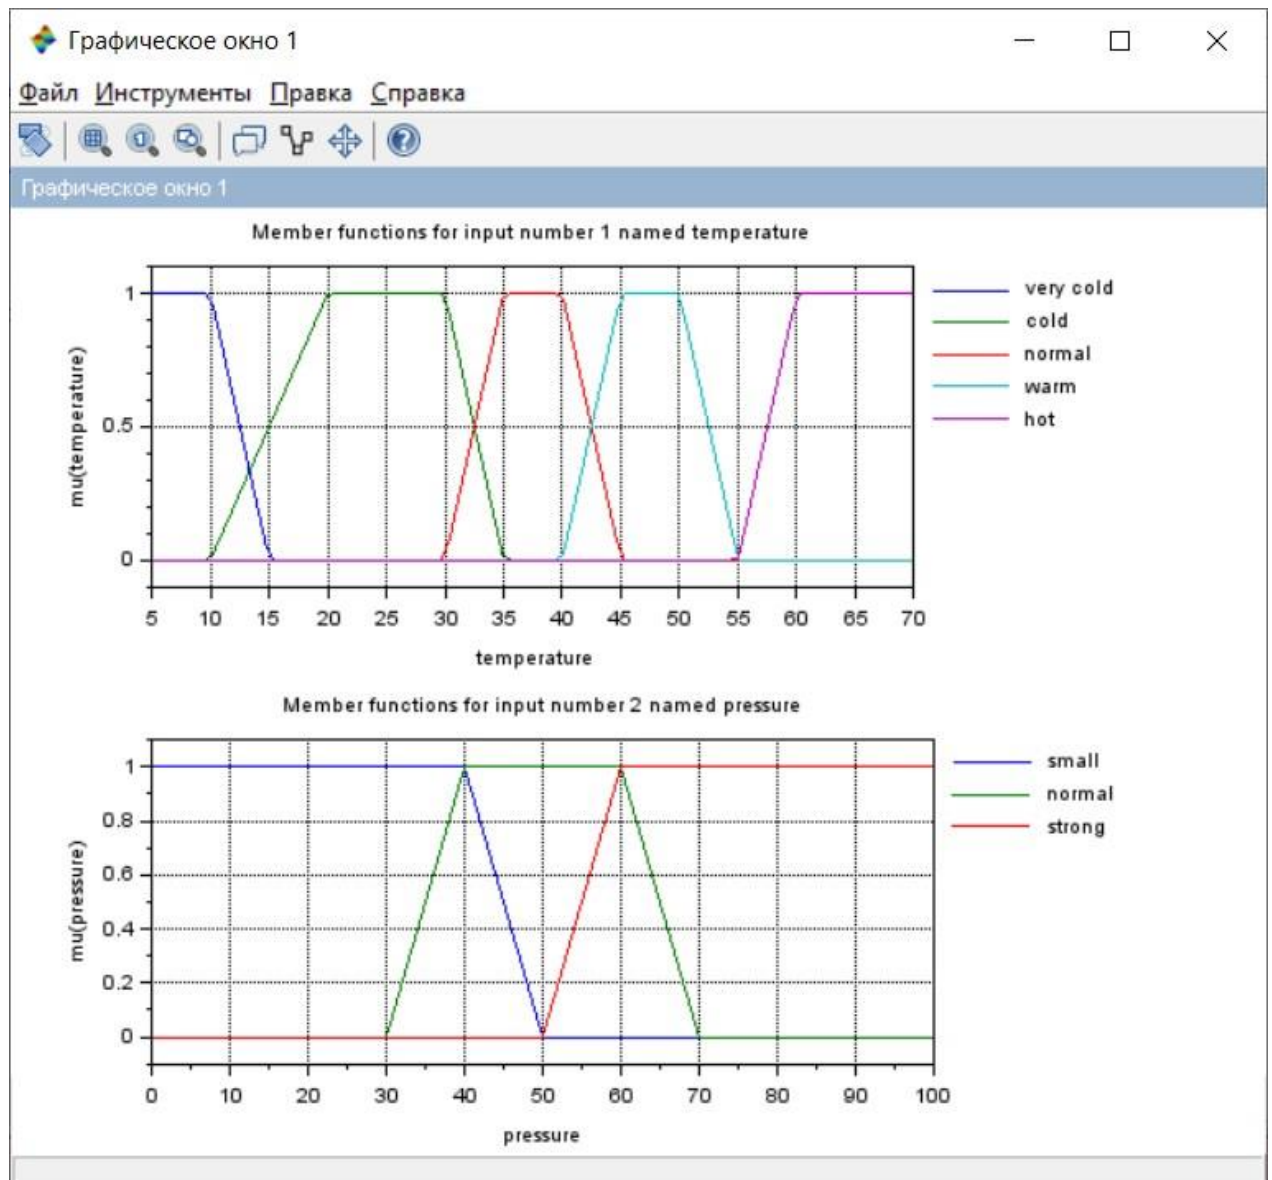 Графическое окно 1
Файл Инструменты Правка Справка
Графическое окно 1
Member functions for input number 1 named temperature
1
0.5
0
mu(temperature)
5 10 15 20 25 30 35 40 45 50 55 60 65 70
temperature
very cold
cold
normal
warm
hot
Member functions for input number 2 named pressure
1
0.8
0.6
0.4
0.2
0
mu(pressure)
0 10 20 30 40 50 60 70 80 90 100
pressure
small
normal
strong